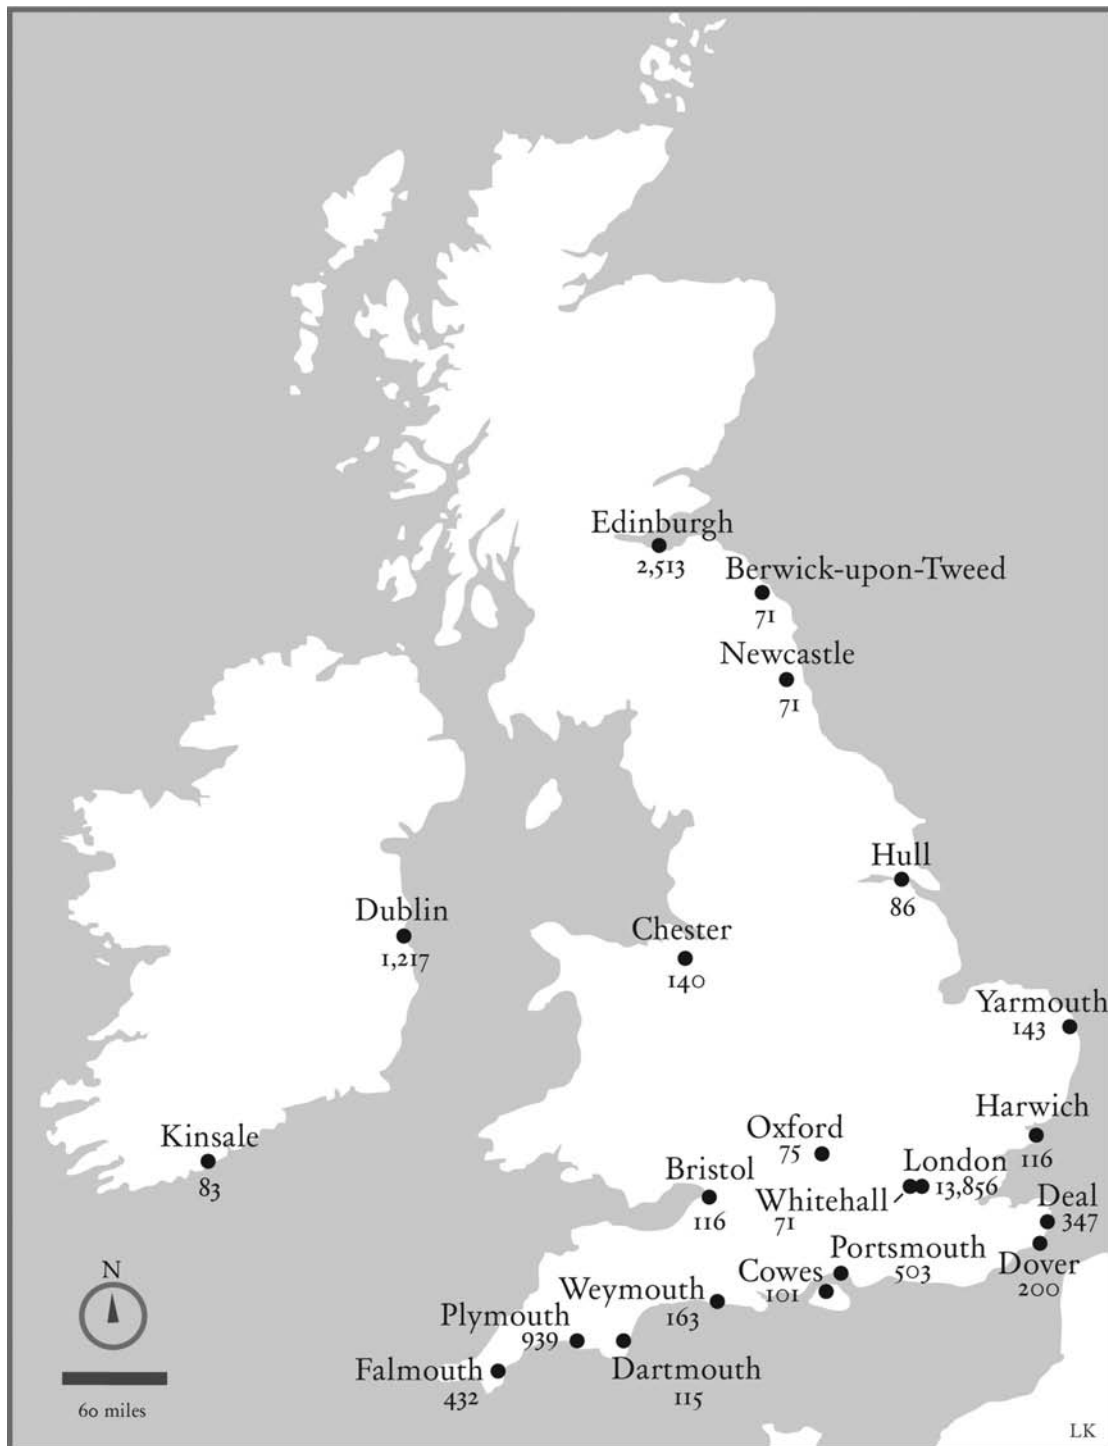 Edinburgh
2,513
Berwick-upon-Tweed
71
Newcastle
71
Hull
86
Dublin
1,217
Chester
140
Yarmouth
143
Kinsale
83
Oxford
75
Harwich
116
Bristol
116
London
13,856
Whitehall
71
Deal
347
Dover
200
Portsmouth
503
Cowes
101
Weymouth
163
Plymouth
939
Dartmouth
115
Falmouth
432
N
60 miles
LK